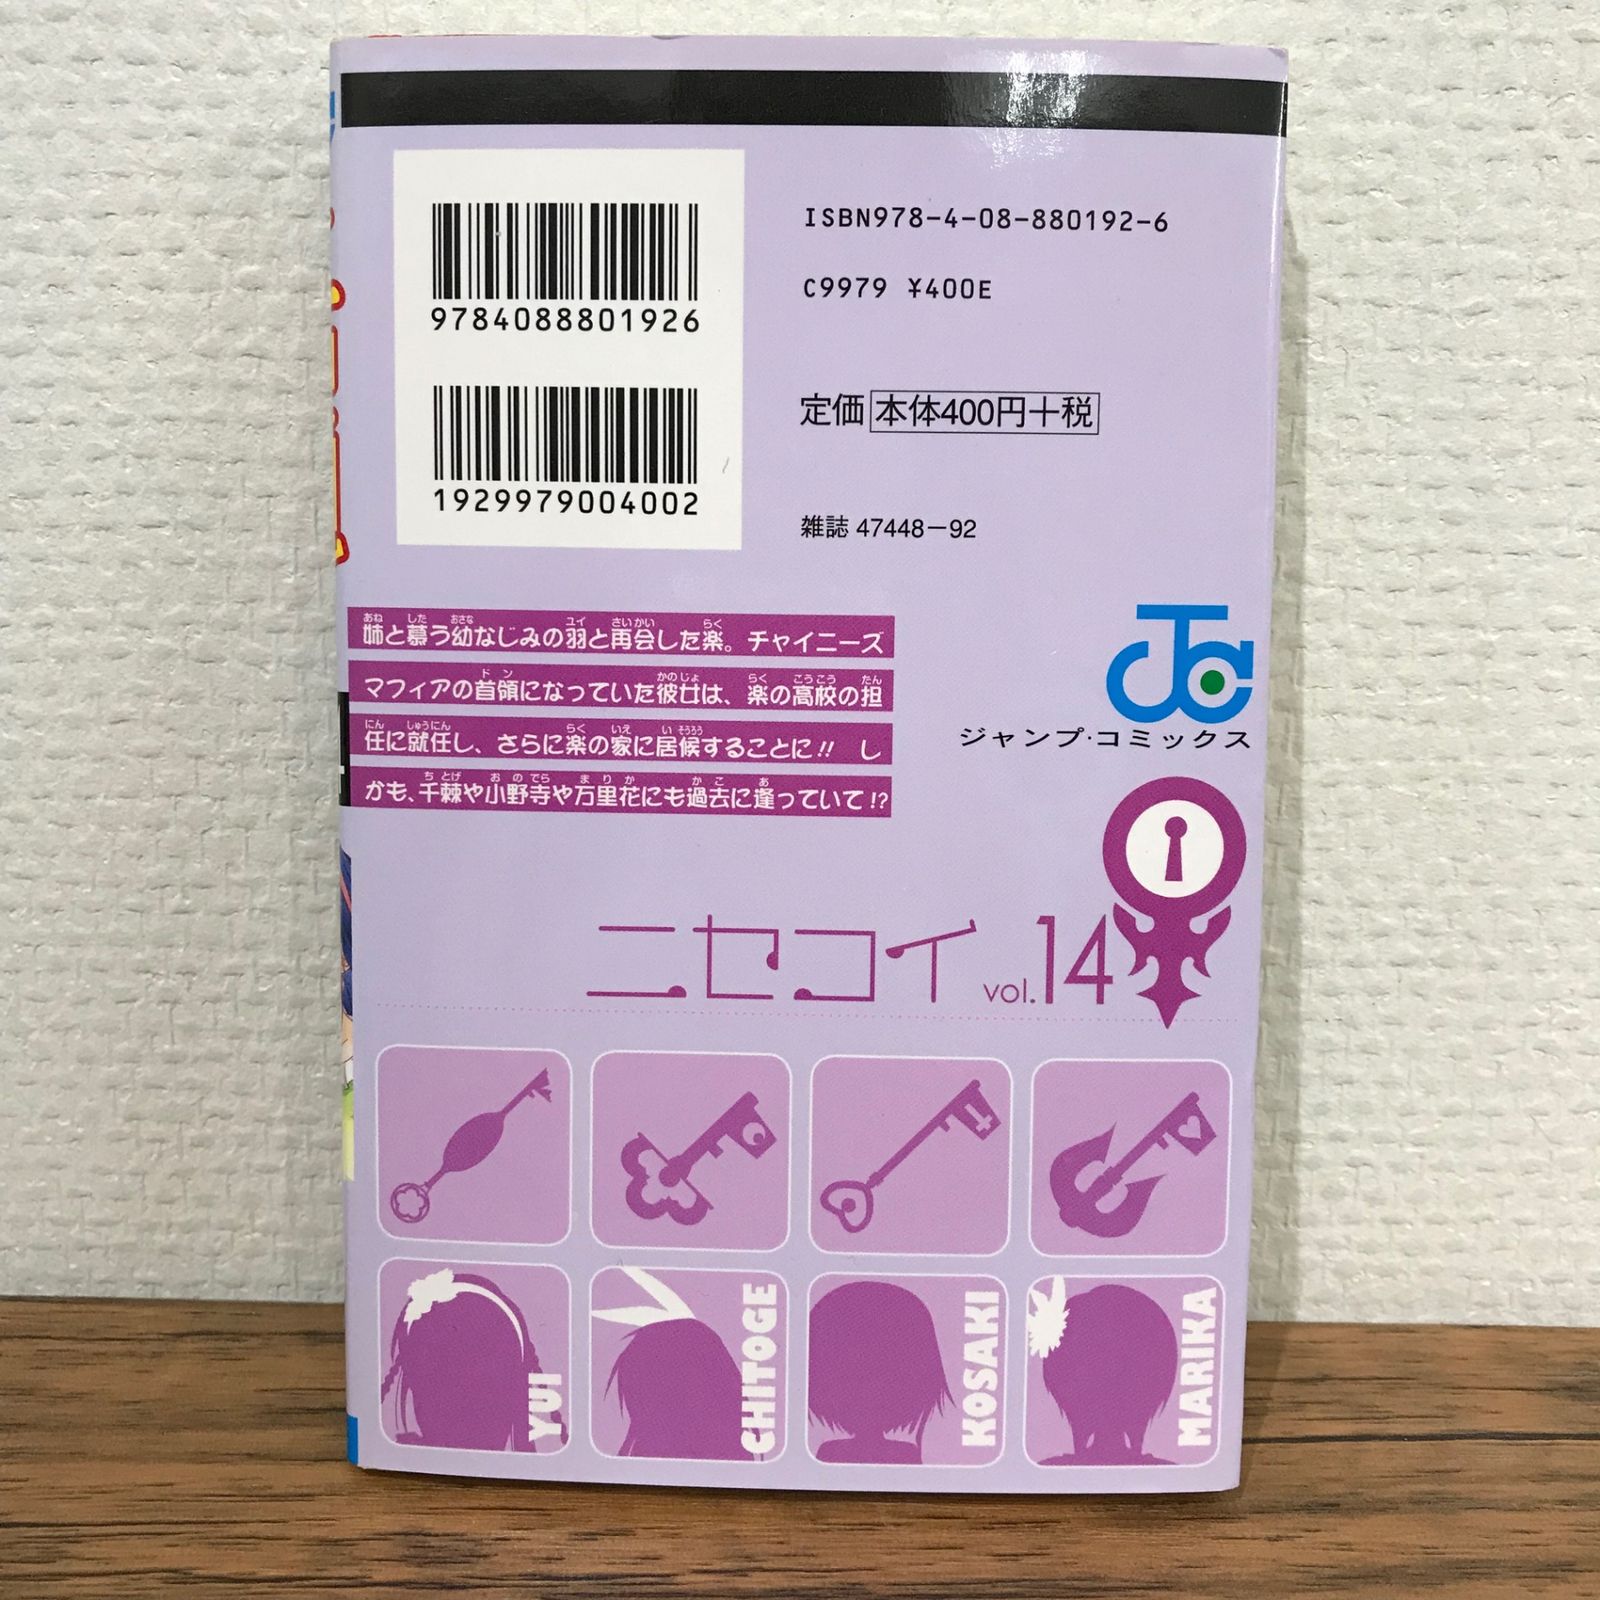 ISBN978-4-08-880192-6
9784088801926
C9979 ¥400E
定価 本体400円+税
1929979004002
雑誌 47448-92
姉と慕う幼なじみの羽と再会した楽。チャイニーズ
マフィアの首領になっていた彼女は、楽の高校の担
任に就任し、さらに楽の家に居候することに!! し
かも、千棘や小野寺や万里花にも過去に逢っていて!?
ジャンプ・コミックス
ニセコイ vol.14
YUI
CHITOGE
KOSAKI
MARIKA